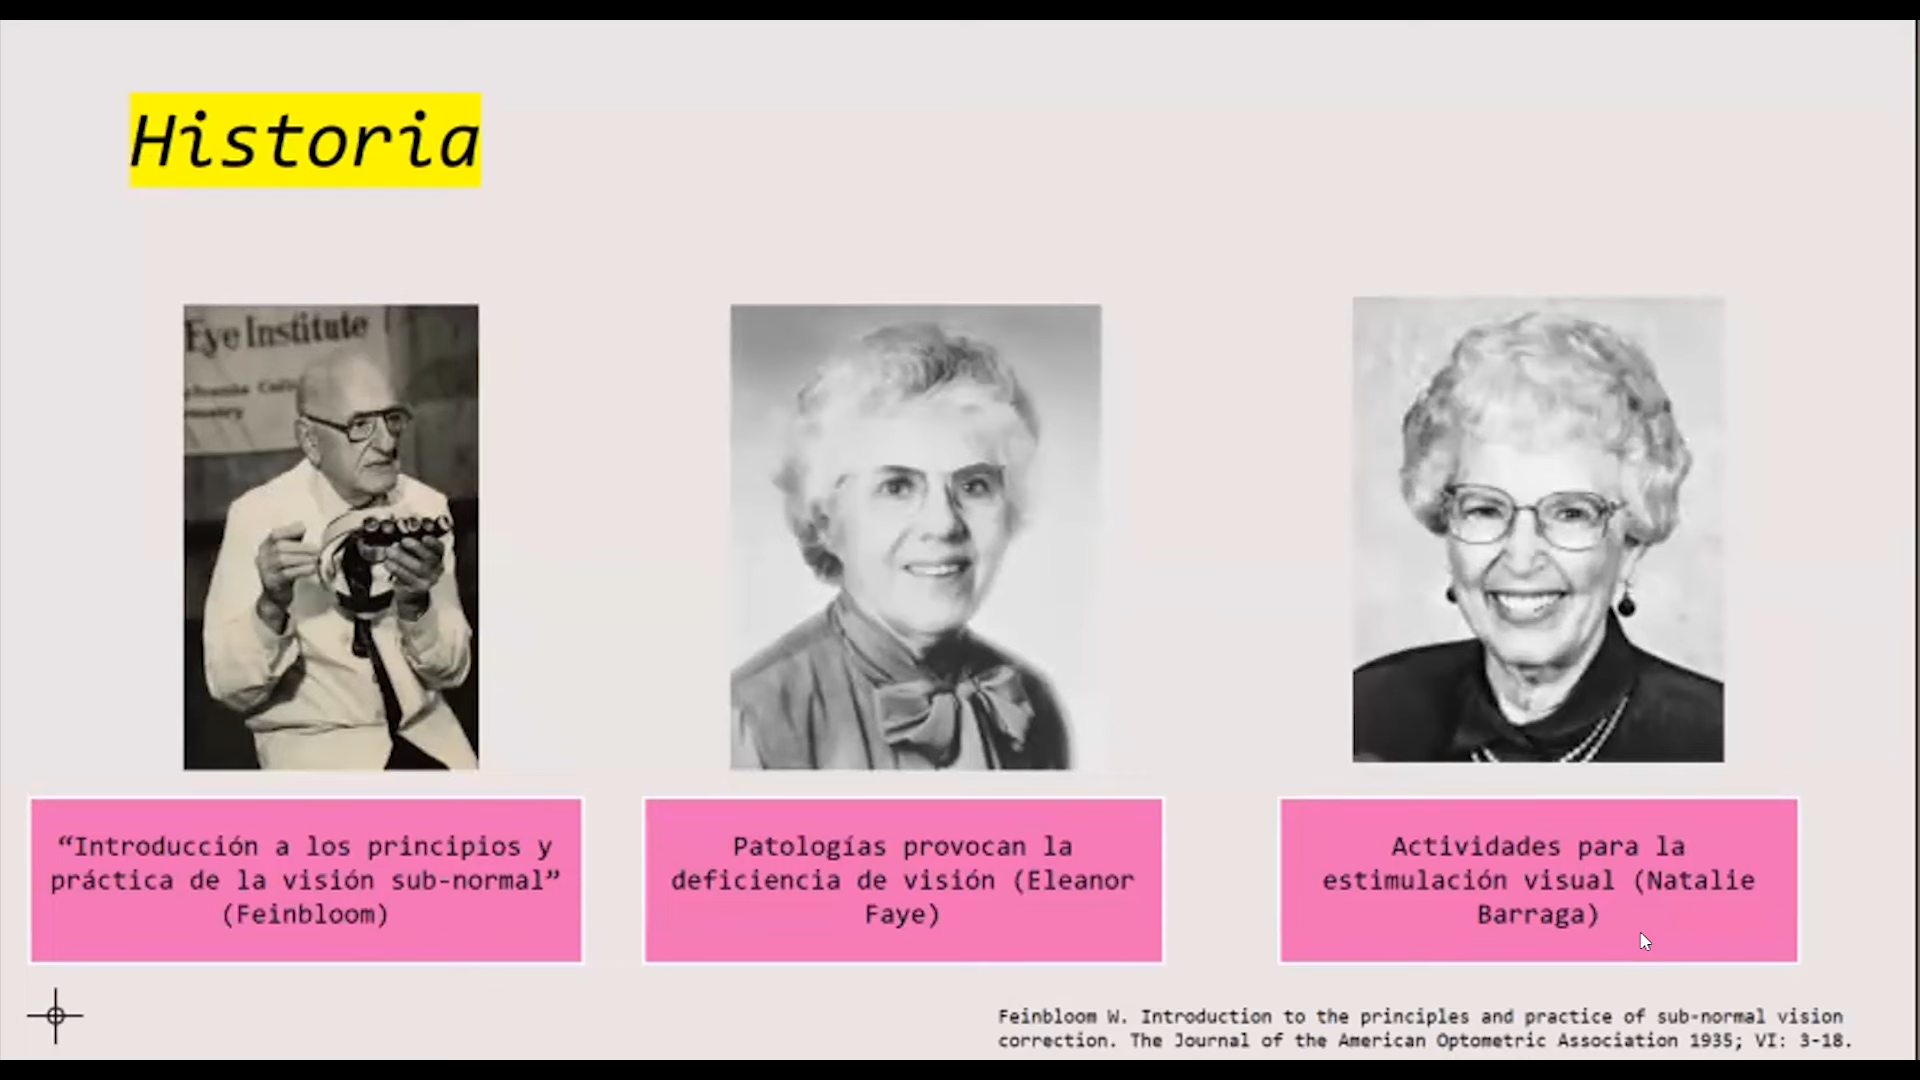 Historia
Eye Institute
“Introducción a los principios y
práctica de la visión sub-normal”
(Feinbloom)
Patologías provocan la
deficiencia de visión (Eleanor
Faye)
Actividades para la
estimulación visual (Natalie
Barraga)
Feinbloom W. Introduction to the principles and practice of sub-normal vision
correction. The Journal of the American Optometric Association 1935; VI: 3-18.